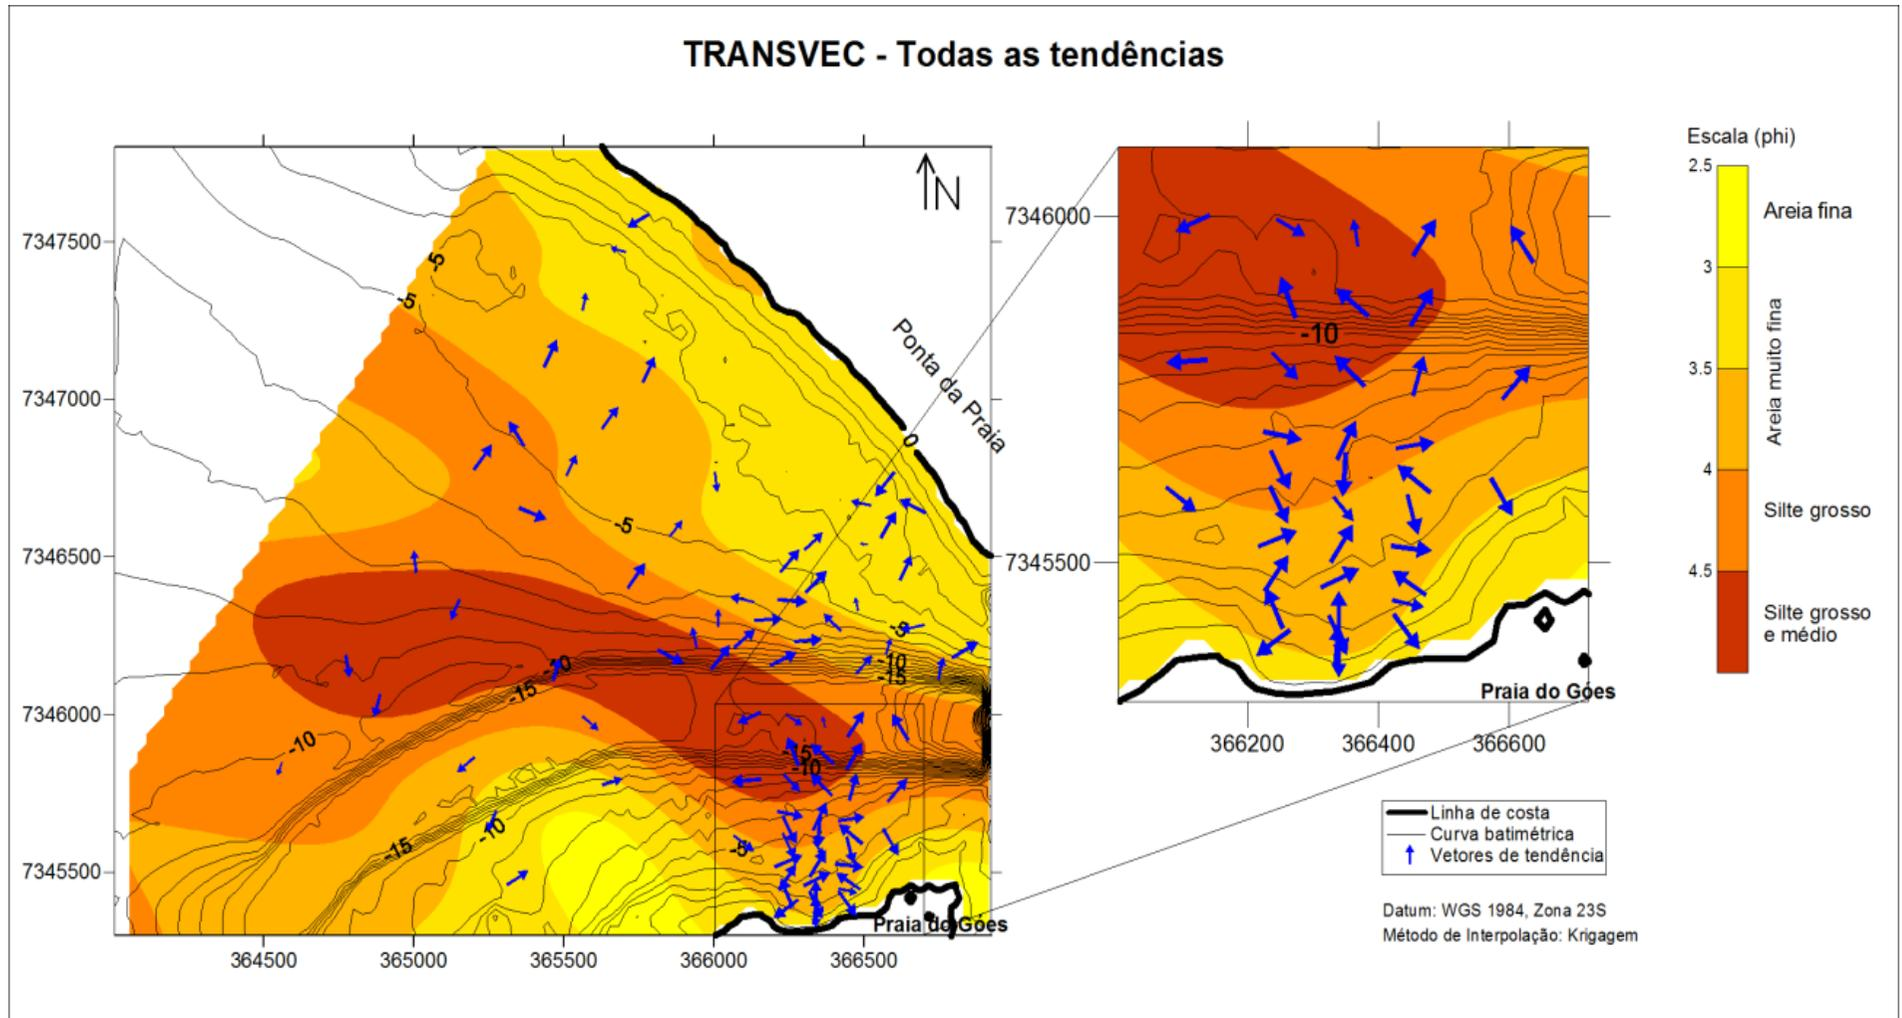 TRANSVEC - Todas as tendências
N
7347500
7347000
7346500
7346000
7345500
364500
365000
365500
366000
366500
-5
-5
-5
-5
-10
-15
-10
-15
-10
-15
-10
-15
-10
-5
0
Ponta da Praia
Praia do Góes
7346000
7345500
-10
Praia do Góes
366200
366400
366600
Escala (phi)
2.5
3
3.5
4
4.5
Areia fina
Areia muito fina
Silte grosso
Silte grosso
e médio
Linha de costa
Curva batimétrica
Vetores de tendência
Datum: WGS 1984, Zona 23S
Método de Interpolação: Krigagem